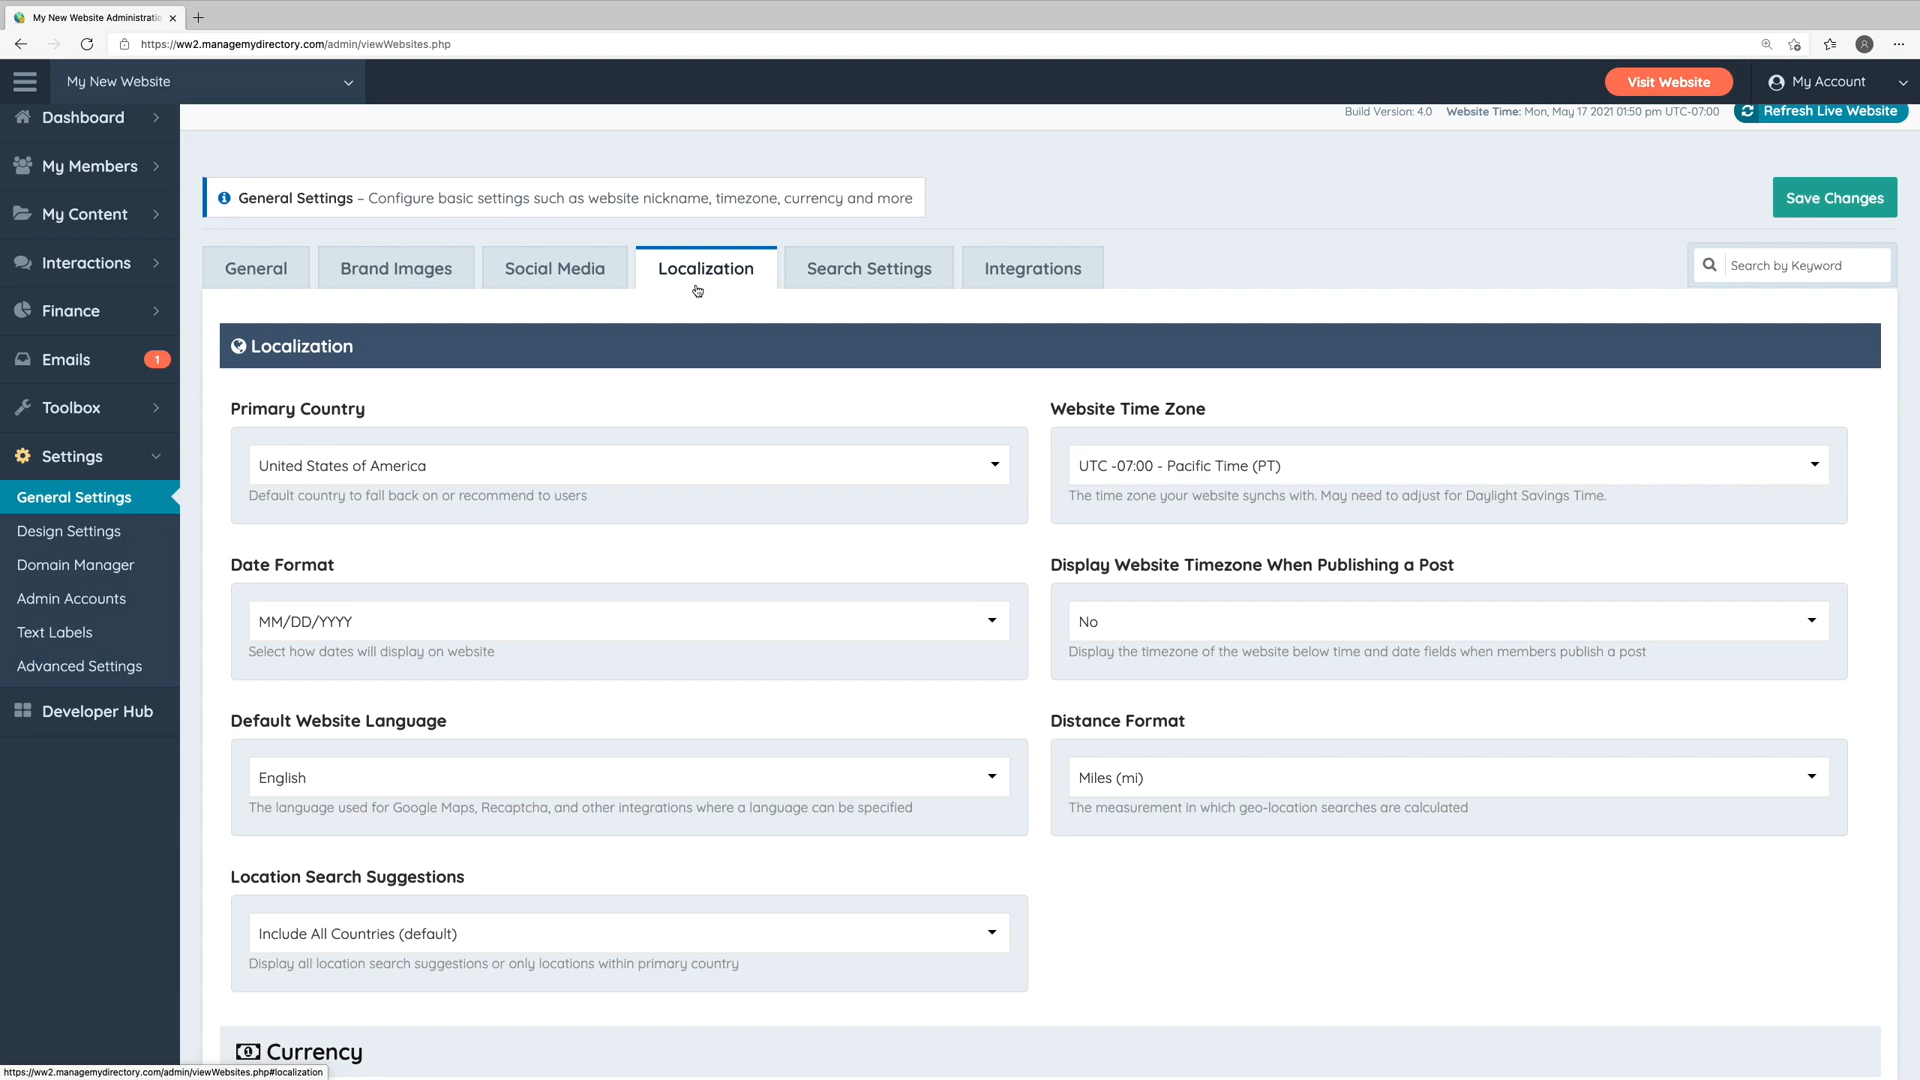 My New Website Administratio
https://ww2.managemydirectory.com/admin/viewWebsites.php
My New Website
Visit Website
My Account
Build Version: 4.0 Website Time: Mon, May 17 2021 01:50 pm UTC-07:00
Refresh Live Website
Dashboard
My Members
My Content
Interactions
Finance
Emails 1
Toolbox
Settings
General Settings
Design Settings
Domain Manager
Admin Accounts
Text Labels
Advanced Settings
Developer Hub
General Settings – Configure basic settings such as website nickname, timezone, currency and more
Save Changes
General
Brand Images
Social Media
Localization
Search Settings
Integrations
Search by Keyword
Localization
Primary Country
United States of America
Default country to fall back on or recommend to users
Website Time Zone
UTC -07:00 - Pacific Time (PT)
The time zone your website synchs with. May need to adjust for Daylight Savings Time.
Date Format
MM/DD/YYYY
Select how dates will display on website
Display Website Timezone When Publishing a Post
No
Display the timezone of the website below time and date fields when members publish a post
Default Website Language
English
The language used for Google Maps, Recaptcha, and other integrations where a language can be specified
Distance Format
Miles (mi)
The measurement in which geo-location searches are calculated
Location Search Suggestions
Include All Countries (default)
Display all location search suggestions or only locations within primary country
Currency
https://ww2.managemydirectory.com/admin/viewWebsites.php#localization